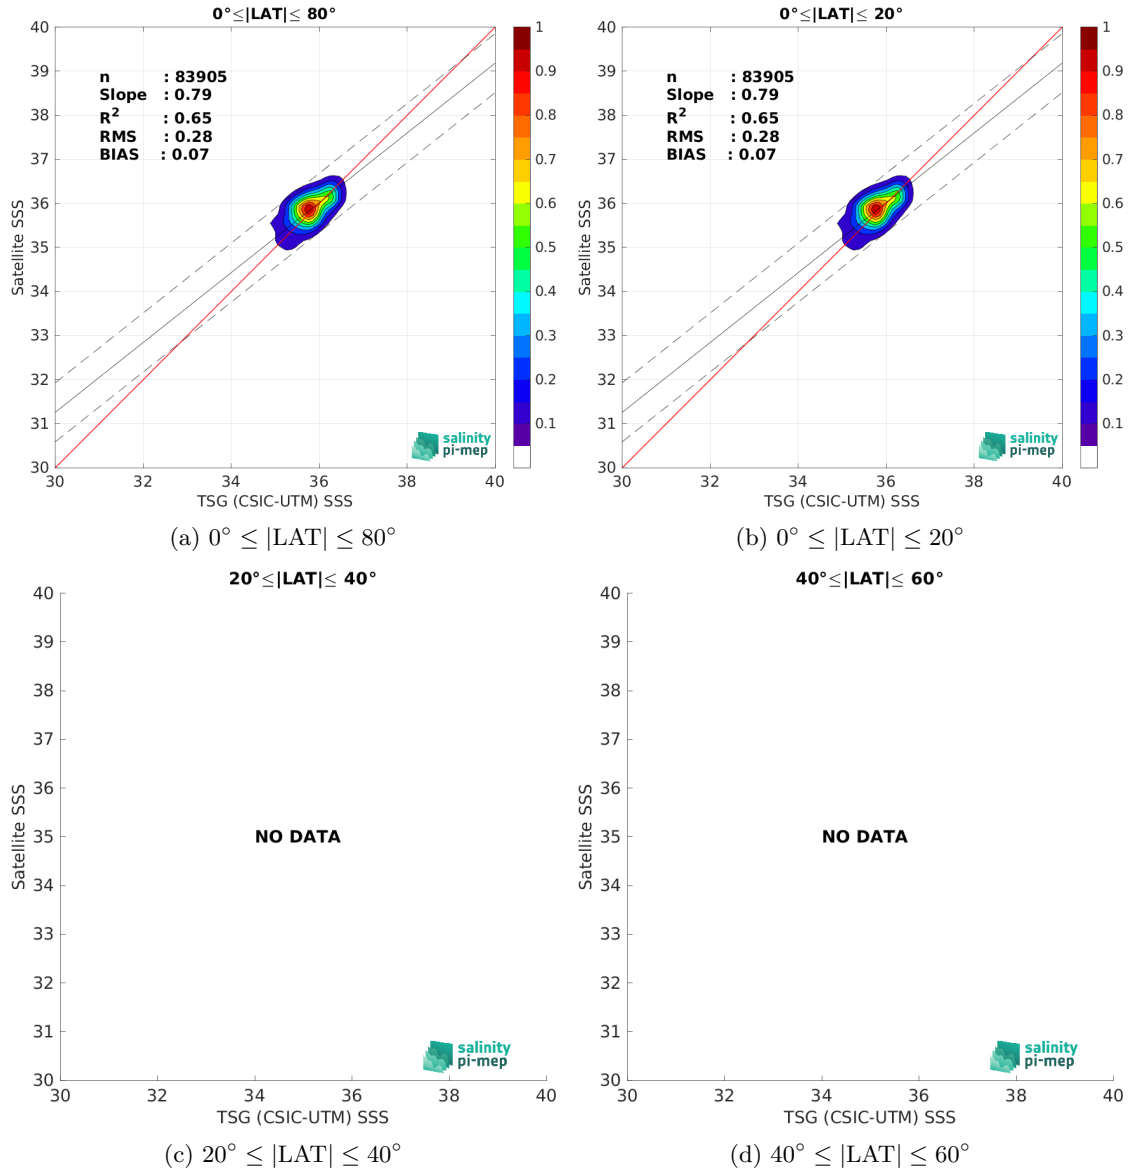 0°≤|LAT|≤ 80°
40
39
38
37
36
35
34
33
32
31
30
Satellite SSS
n : 83905
Slope : 0.79
R² : 0.65
RMS : 0.28
BIAS : 0.07
salinity
pi-mep
30 32 34 36 38 40
TSG (CSIC-UTM) SSS
1
0.9
0.8
0.7
0.6
0.5
0.4
0.3
0.2
0.1
(a) 0° ≤ |LAT| ≤ 80°
0°≤|LAT|≤ 20°
40
39
38
37
36
35
34
33
32
31
30
Satellite SSS
n : 83905
Slope : 0.79
R² : 0.65
RMS : 0.28
BIAS : 0.07
salinity
pi-mep
30 32 34 36 38 40
TSG (CSIC-UTM) SSS
1
0.9
0.8
0.7
0.6
0.5
0.4
0.3
0.2
0.1
(b) 0° ≤ |LAT| ≤ 20°
20°≤|LAT|≤ 40°
40
39
38
37
36
35
34
33
32
31
30
Satellite SSS
NO DATA
salinity
pi-mep
30 32 34 36 38 40
TSG (CSIC-UTM) SSS
(c) 20° ≤ |LAT| ≤ 40°
40°≤|LAT|≤ 60°
40
39
38
37
36
35
34
33
32
31
30
Satellite SSS
NO DATA
salinity
pi-mep
30 32 34 36 38 40
TSG (CSIC-UTM) SSS
(d) 40° ≤ |LAT| ≤ 60°